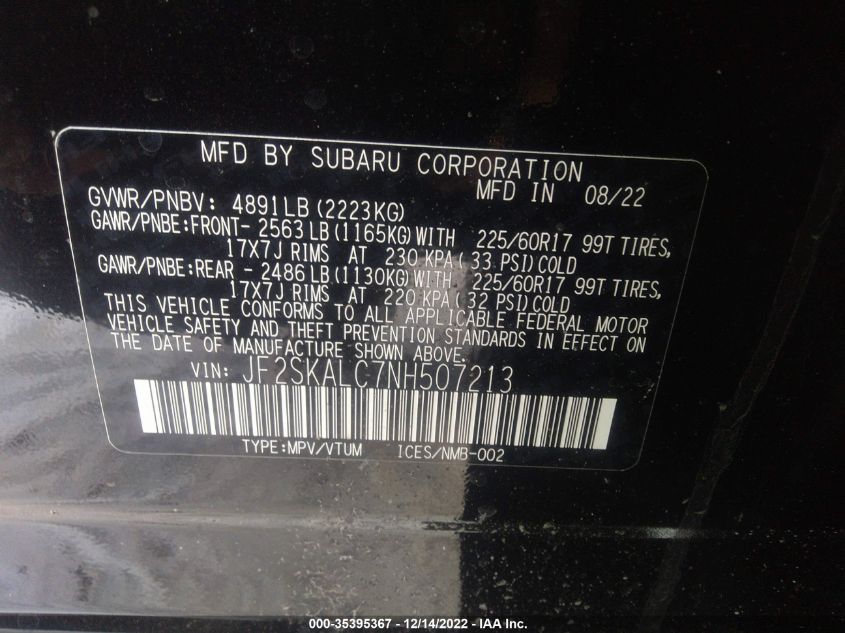 MFD BY SUBARU CORPORATION
MFD IN 08/22
GVWR/PNBV: 4891LB(2223KG)
GAWR/PNBE:FRONT- 2563LB(1165KG)WITH 225/60R17 99T TIRES,
17X7J RIMS AT 230 KPA( 33 PSI)COLD
GAWR/PNBE:REAR - 2486LB(1130KG)WITH 225/60R17 99T TIRES,
17X7J RIMS AT 220 KPA( 32 PSI)COLD
THIS VEHICLE CONFORMS TO ALL APPLICABLE FEDERAL MOTOR
VEHICLE SAFETY AND THEFT PREVENTION STANDARDS IN EFFECT ON
THE DATE OF MANUFACTURE SHOWN ABOVE.
VIN: JF2SKALC7NH507213
TYPE:MPV/VTUM ICES/NMB-002
000-35395367 - 12/14/2022 - IAA Inc.